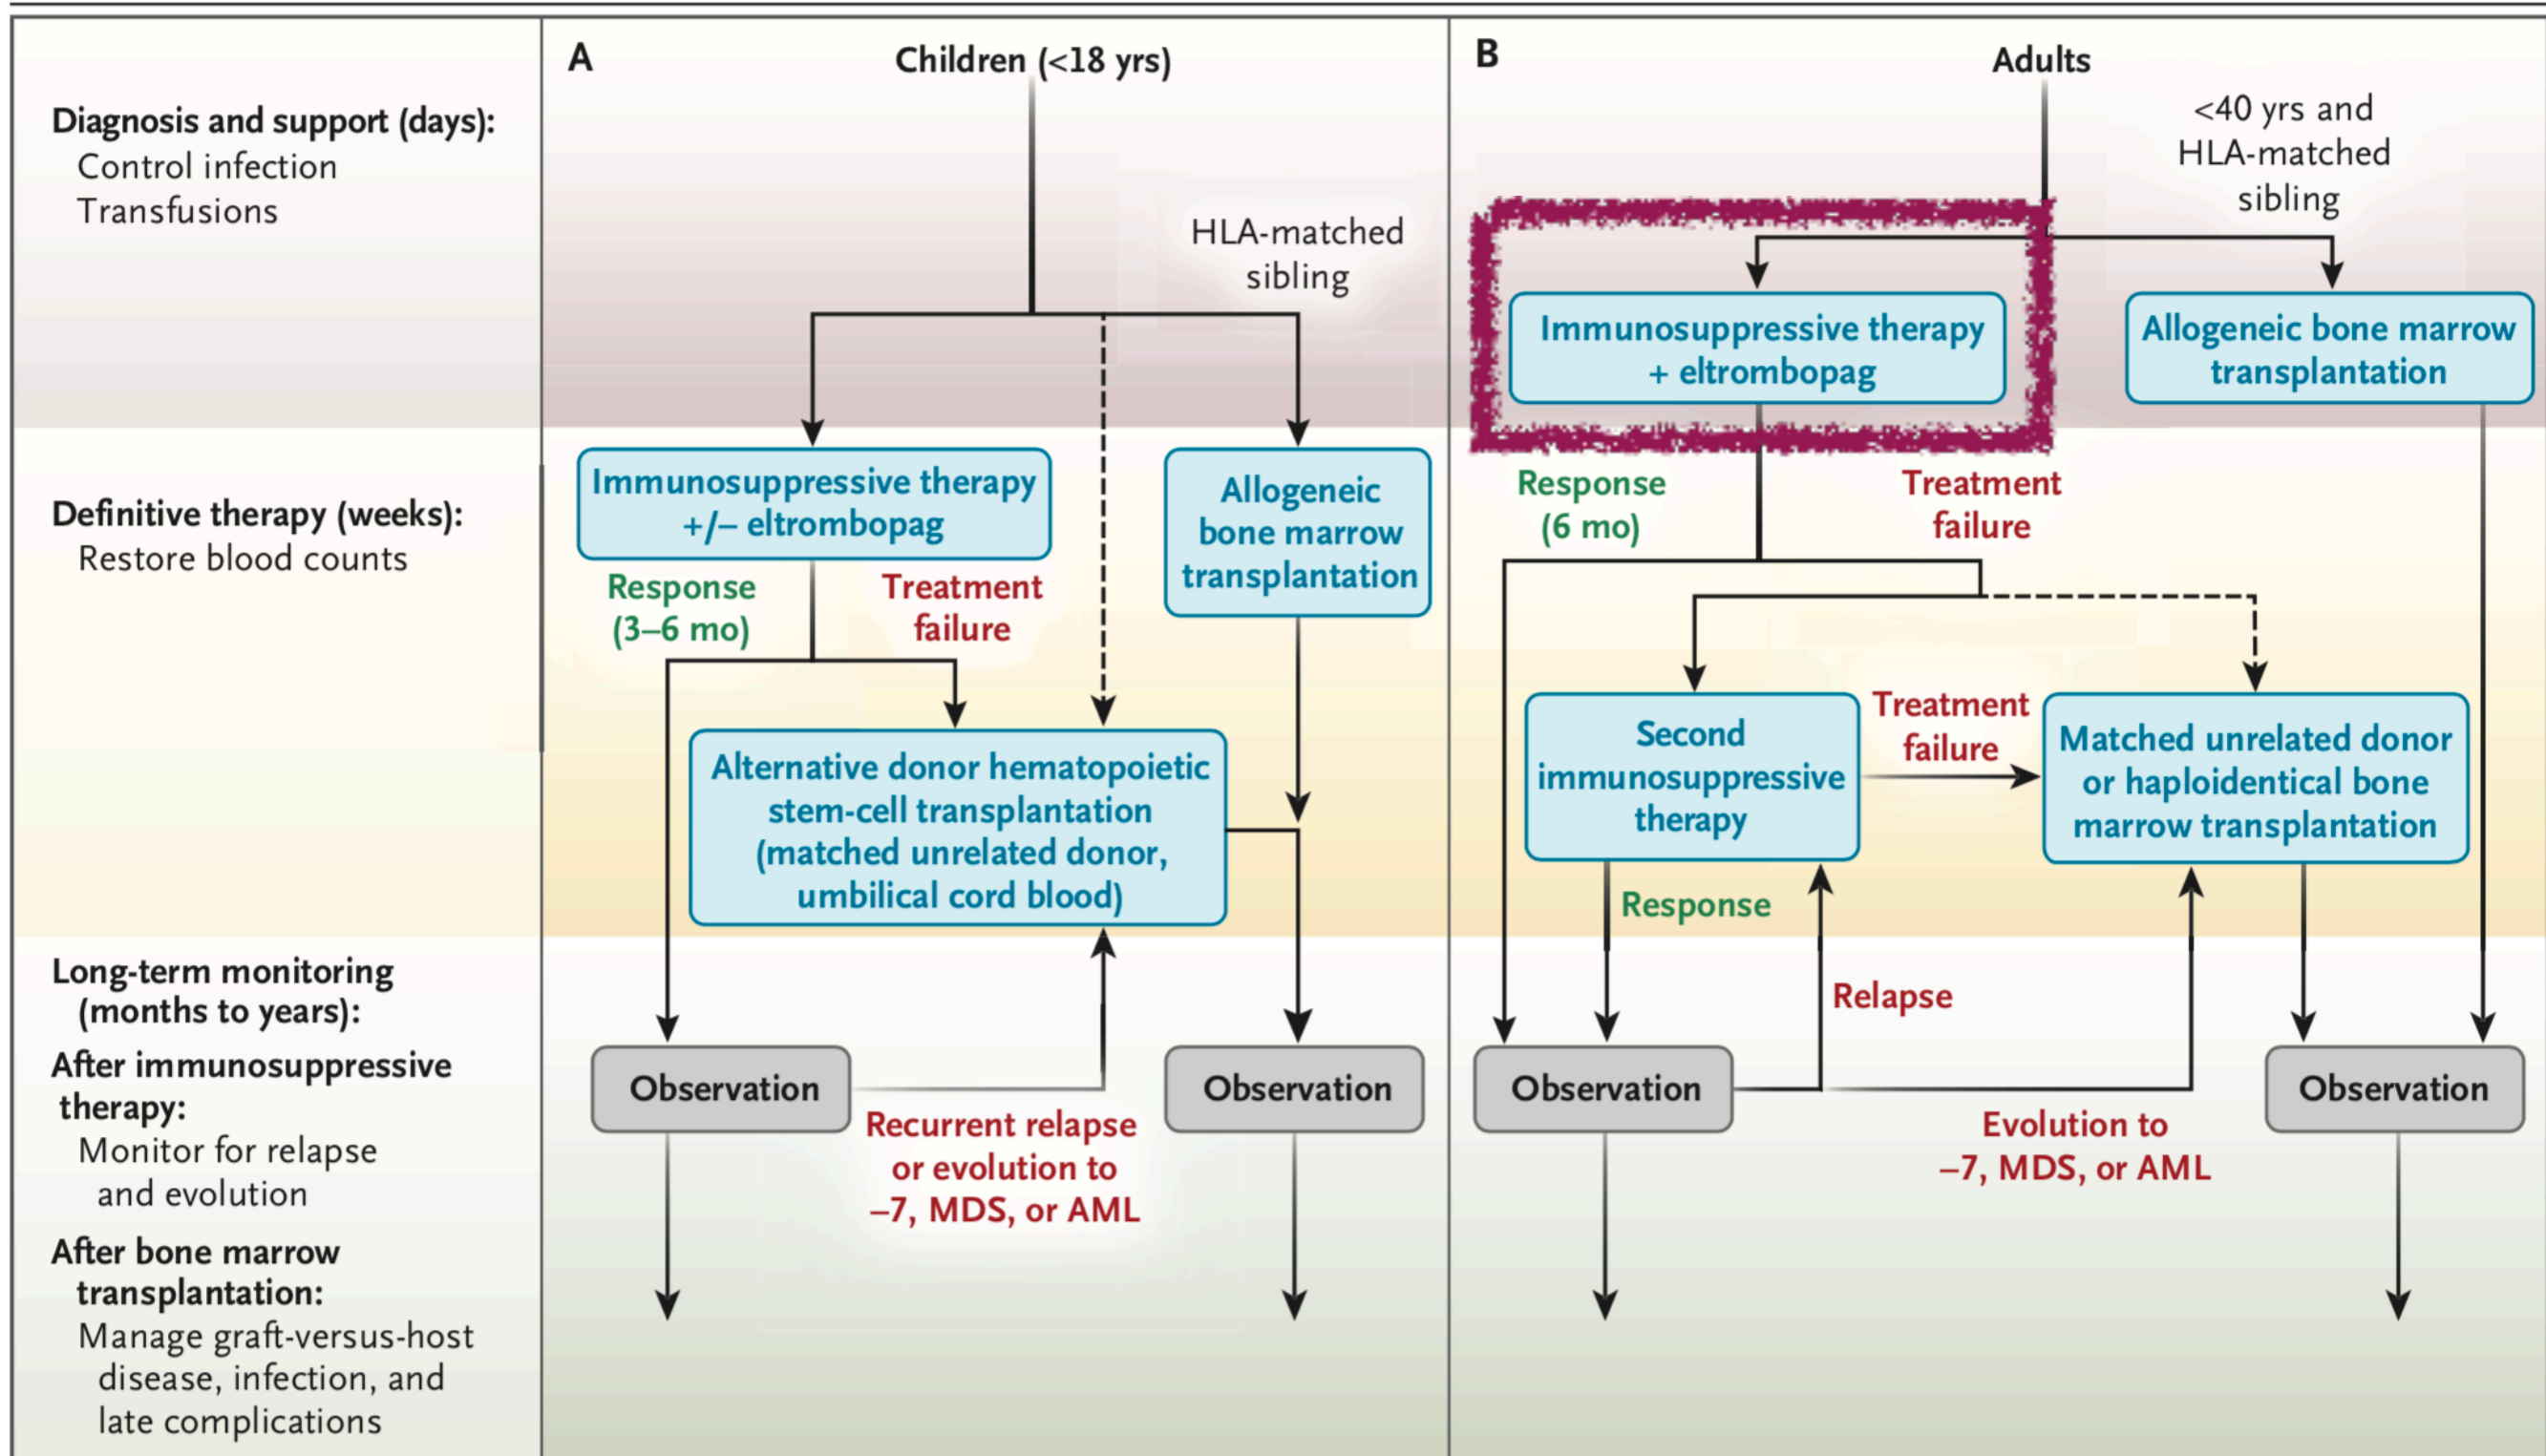 Diagnosis and support (days):
Control infection
Transfusions
Definitive therapy (weeks):
Restore blood counts
Long-term monitoring
(months to years):
After immunosuppressive
therapy:
Monitor for relapse
and evolution
After bone marrow
transplantation:
Manage graft-versus-host
disease, infection, and
late complications
A
Children (<18 yrs)
HLA-matched
sibling
Immunosuppressive therapy
+/– eltrombopag
Allogeneic
bone marrow
transplantation
Response
(3–6 mo)
Treatment
failure
Alternative donor hematopoietic
stem-cell transplantation
(matched unrelated donor,
umbilical cord blood)
Observation
Recurrent relapse
or evolution to
–7, MDS, or AML
Observation
B
Adults
<40 yrs and
HLA-matched
sibling
Immunosuppressive therapy
+ eltrombopag
Allogeneic bone marrow
transplantation
Response
(6 mo)
Treatment
failure
Second
immunosuppressive
therapy
Treatment
failure
Matched unrelated donor
or haploidentical bone
marrow transplantation
Response
Relapse
Observation
Evolution to
–7, MDS, or AML
Observation